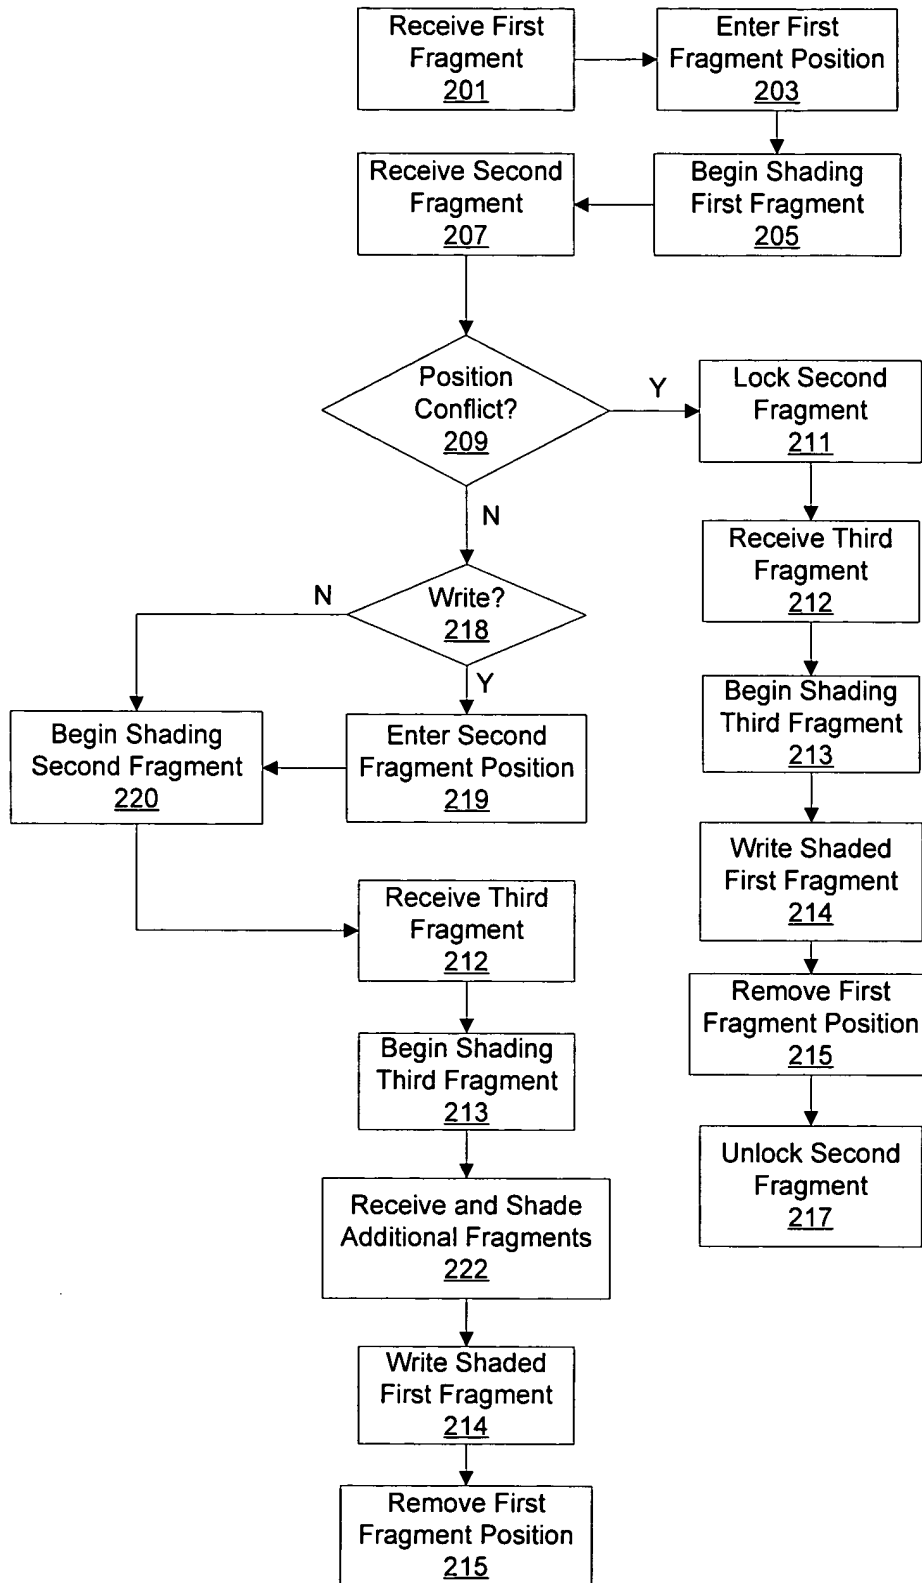 Receive First
Fragment
201
Enter First
Fragment Position
203
Receive Second
Fragment
207
Begin Shading
First Fragment
205
Position
Conflict?
209
Y
Lock Second
Fragment
211
N
Receive Third
Fragment
212
N
Write?
218
Y
Begin Shading
Third Fragment
213
Begin Shading
Second Fragment
220
Enter Second
Fragment Position
219
Write Shaded
First Fragment
214
Receive Third
Fragment
212
Remove First
Fragment Position
215
Begin Shading
Third Fragment
213
Unlock Second
Fragment
217
Receive and Shade
Additional Fragments
222
Write Shaded
First Fragment
214
Remove First
Fragment Position
215